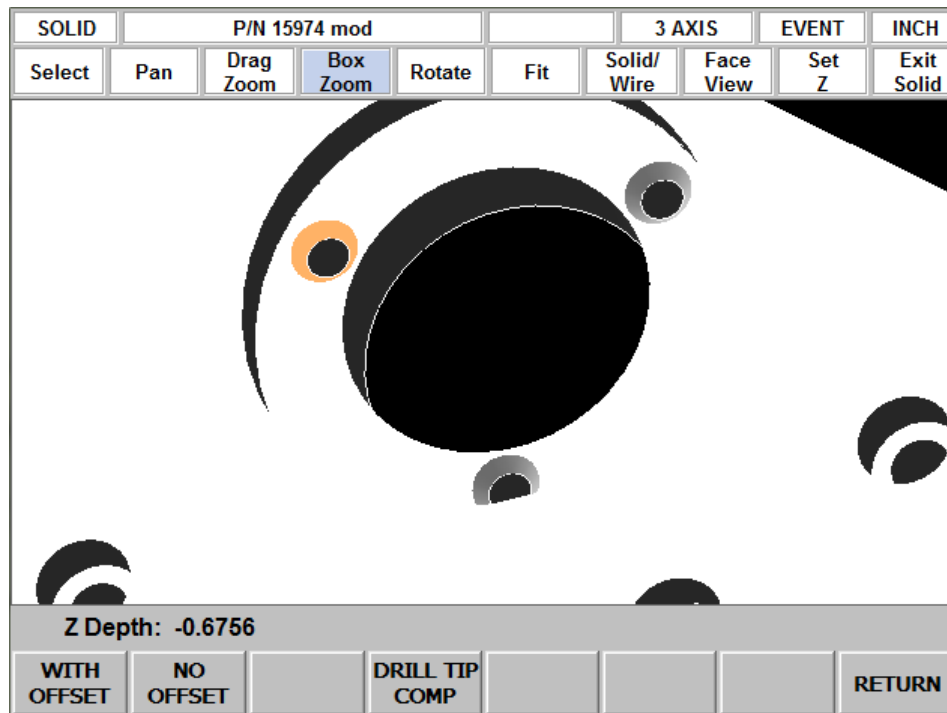 SOLID P/N 15974 mod 3 AXIS EVENT INCH
Select Pan Drag Zoom Box Zoom Rotate Fit Solid/ Wire Face View Set Z Exit Solid
Z Depth: -0.6756
WITH OFFSET NO OFFSET DRILL TIP COMP RETURN